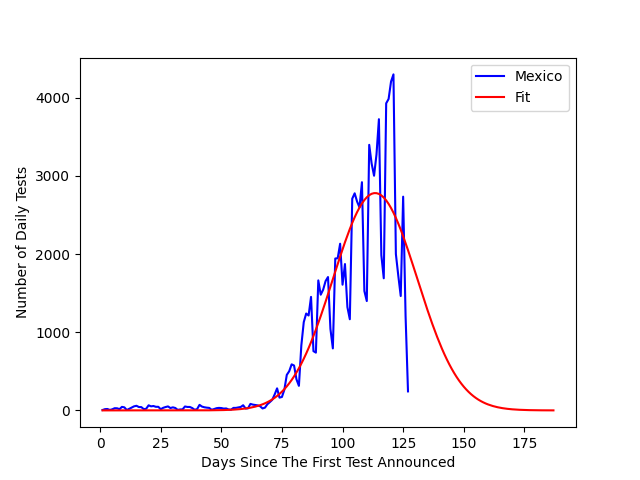 Mexico
Fit
Number of Daily Tests
4000
3000
2000
1000
0
0 25 50 75 100 125 150 175
Days Since The First Test Announced